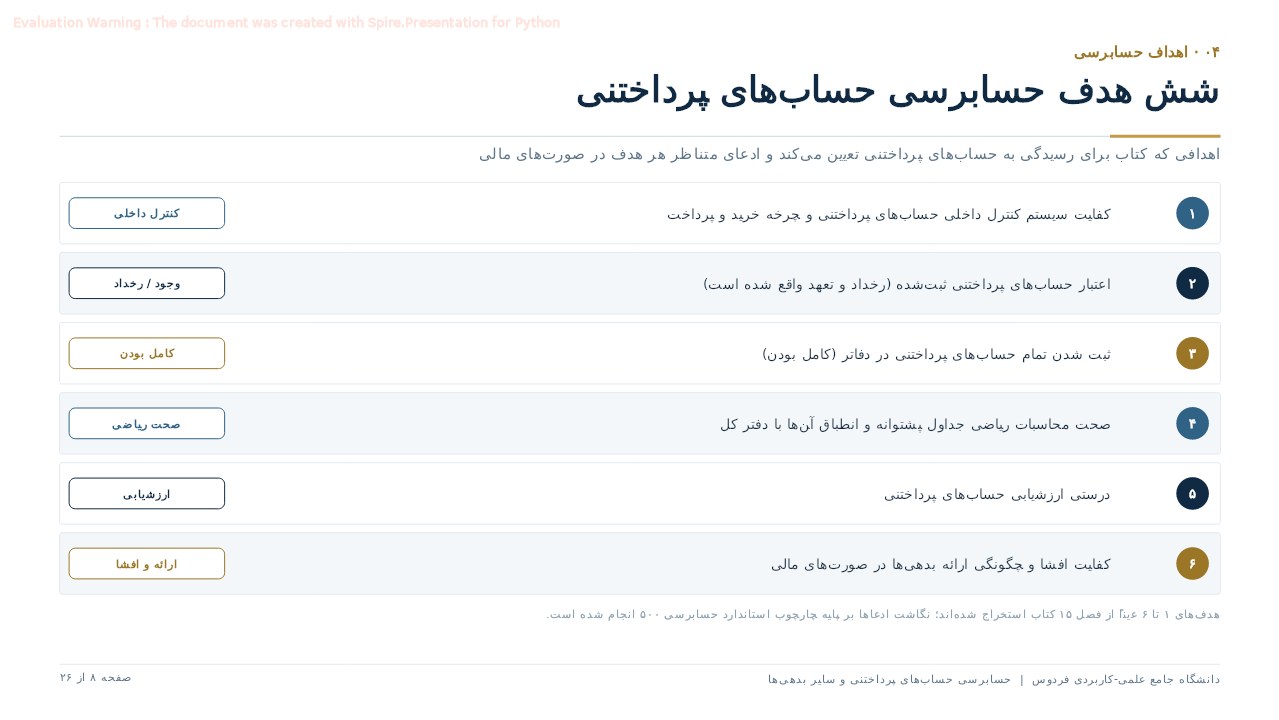 Evaluation Warning : The document was created with Spire.Presentation for Python
۰۴ · اهداف حسابرسی
شش هدف حسابرسی حساب‌های پرداختنی
اهدافی که کتاب برای رسیدگی به حساب‌های پرداختنی تعیین می‌کند و ادعای متناظر هر هدف در صورت‌های مالی
۱ کفایت سیستم کنترل داخلی حساب‌های پرداختنی و چرخه خرید و پرداخت کنترل داخلی
۲ اعتبار حساب‌های پرداختنی ثبت‌شده (رخداد و تعهد واقع شده است) وجود / رخداد
۳ ثبت شدن تمام حساب‌های پرداختنی در دفاتر (کامل بودن) کامل بودن
۴ صحت محاسبات ریاضی جداول پشتوانه و انطباق آن‌ها با دفتر کل صحت ریاضی
۵ درستی ارزشیابی حساب‌های پرداختنی ارزشیابی
۶ کفایت افشا و چگونگی ارائه بدهی‌ها در صورت‌های مالی ارائه و افشا
هدف‌های ۱ تا ۶ عیناً از فصل ۱۵ کتاب استخراج شده‌اند؛ نگاشت ادعاها بر پایه چارچوب استاندارد حسابرسی ۵۰۰ انجام شده است.
دانشگاه جامع علمی-کاربردی فردوس | حسابرسی حساب‌های پرداختنی و سایر بدهی‌ها
صفحه ۸ از ۲۶